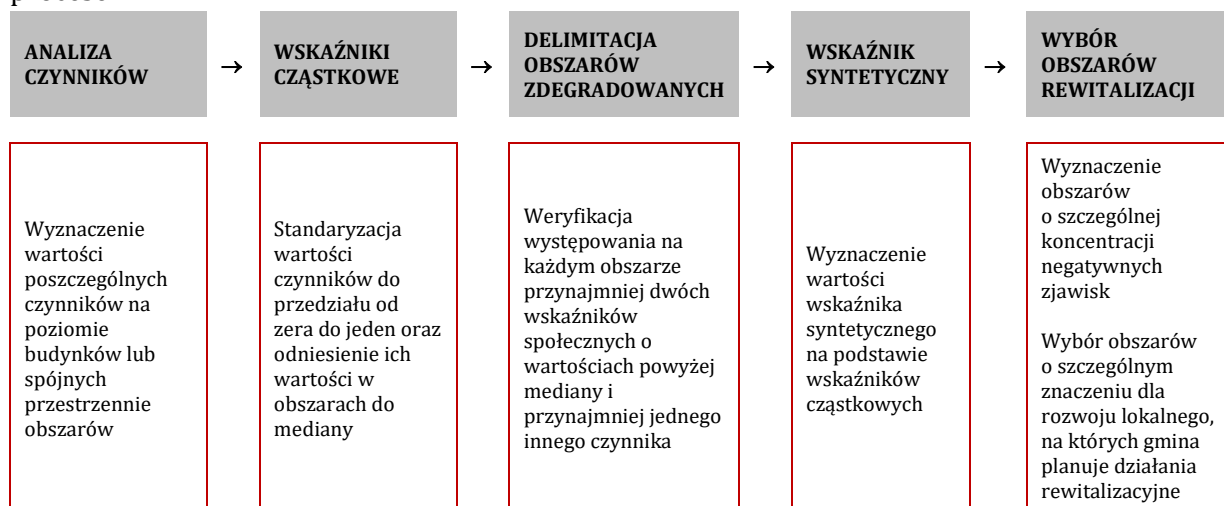 ANALIZA
CZYNNIKÓW
→
WSKAŹNIKI
CZĄSTKOWE
→
DELIMITACJA
OBSZARÓW
ZDEGRADOWANYCH
→
WSKAŹNIK
SYNTETYCZNY
→
WYBÓR
OBSZARÓW
REWITALIZACJI
Wyznaczenie
wartości
poszczególnych
czynników na
poziomie
budynków lub
spójnych
przestrzennie
obszarów
Standaryzacja
wartości
czynników do
przedziału od
zera do jeden oraz
odniesienie ich
wartości w
obszarach do
mediany
Weryfikacja
występowania na
każdym obszarze
przynajmniej dwóch
wskaźników
społecznych o
wartościach powyżej
mediany i
przynajmniej jednego
innego czynnika
Wyznaczenie
wartości
wskaźnika
syntetycznego
na podstawie
wskaźników
cząstkowych
Wyznaczenie
obszarów
o szczególnej
koncentracji
negatywnych
zjawisk
Wybór obszarów
o szczególnym
znaczeniu dla
rozwoju lokalnego,
na których gmina
planuje działania
rewitalizacyjne